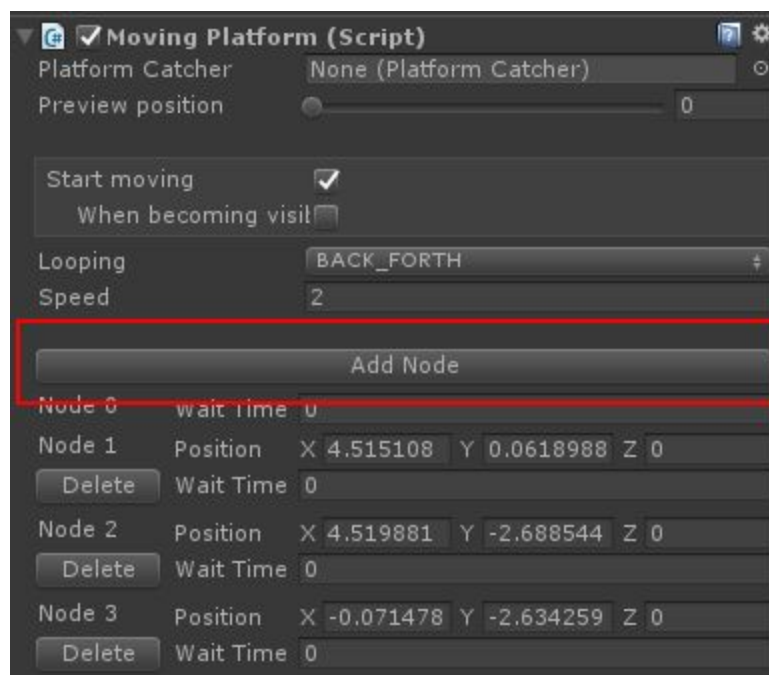 Moving Platform (Script)
Platform Catcher None (Platform Catcher)
Preview position 0
Start moving
When becoming visil
Looping BACK_FORTH
Speed 2
Add Node
Node 0 Wait Time 0
Node 1 Position X 4.515108 Y 0.0618988 Z 0
Delete Wait Time 0
Node 2 Position X 4.519881 Y -2.688544 Z 0
Delete Wait Time 0
Node 3 Position X -0.071478 Y -2.634259 Z 0
Delete Wait Time 0